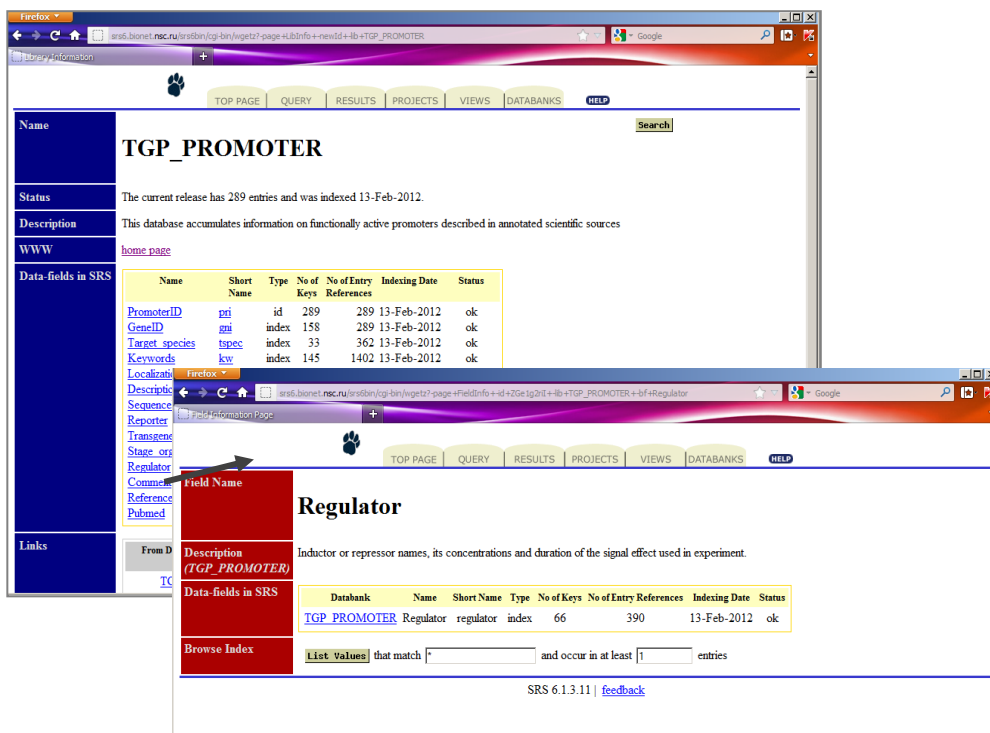 Firefox
srs6.bionet.nsc.ru/srs6bin/cgi-bin/wgetz?-page+LibInfo+-newId+-lib+TGP_PROMOTER
Google
Library Information
+
TOP PAGE QUERY RESULTS PROJECTS VIEWS DATABANKS HELP
Name
Search
TGP_PROMOTER
Status The current release has 289 entries and was indexed 13-Feb-2012.
Description This database accumulates information on functionally active promoters described in annotated scientific sources
WWW home page
Data-fields in SRS
Name Short Name Type No of Keys No of Entry References Indexing Date Status
PromoterID pri id 289 289 13-Feb-2012 ok
GeneID gni index 158 289 13-Feb-2012 ok
Target_species tspec index 33 362 13-Feb-2012 ok
Keywords kw index 145 1402 13-Feb-2012 ok
Localizati
Descriptio
Sequence
Reporter
Transgene
Stage_org
Regulator
Commen
Reference
Pubmed
Links
From D
TG
Firefox
srs6.bionet.nsc.ru/srs6bin/cgi-bin/wgetz?-page+FieldInfo+-id+2Ge1g2rII+-lib+TGP_PROMOTER+-bf+Regulator
Google
Field Information Page
+
TOP PAGE QUERY RESULTS PROJECTS VIEWS DATABANKS HELP
Field Name
Regulator
Description (TGP_PROMOTER) Inductor or repressor names, its concentrations and duration of the signal effect used in experiment.
Data-fields in SRS
Databank Name Short Name Type No of Keys No of Entry References Indexing Date Status
TGP_PROMOTER Regulator regulator index 66 390 13-Feb-2012 ok
Browse Index List Values that match * and occur in at least 1 entries
SRS 6.1.3.11 | feedback